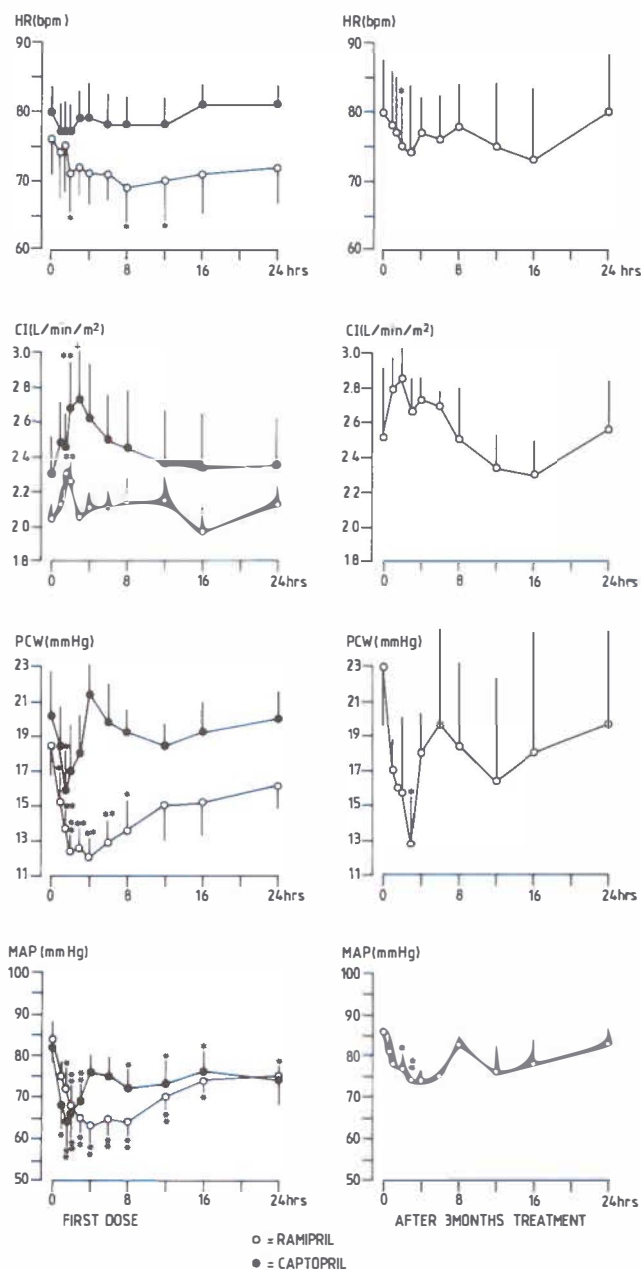 HR(bpm)
90
80
70
60
0 8 16 24 hrs
HR(bpm)
90
80
70
60
0 8 16 24 hrs
CI(L/min/m²)
3.0
2.8
2.6
2.4
2.2
2.0
1.8
0 8 16 24hrs
CI(L/min/m²)
3.0
2.8
2.6
2.4
2.2
2.0
1.8
0 8 16 24hrs
PCW(mmHg)
23
21
19
17
15
13
11
0 8 16 24hrs
PCW(mmHg)
23
21
19
17
15
13
11
0 8 16 24hrs
MAP(mmHg)
100
90
80
70
60
50
0 8 16 24hrs
FIRST DOSE
MAP(mmHg)
100
90
80
70
60
50
0 8 16 24hrs
AFTER 3MONTHS TREATMENT
○ = RAMIPRIL
● = CAPTOPRIL